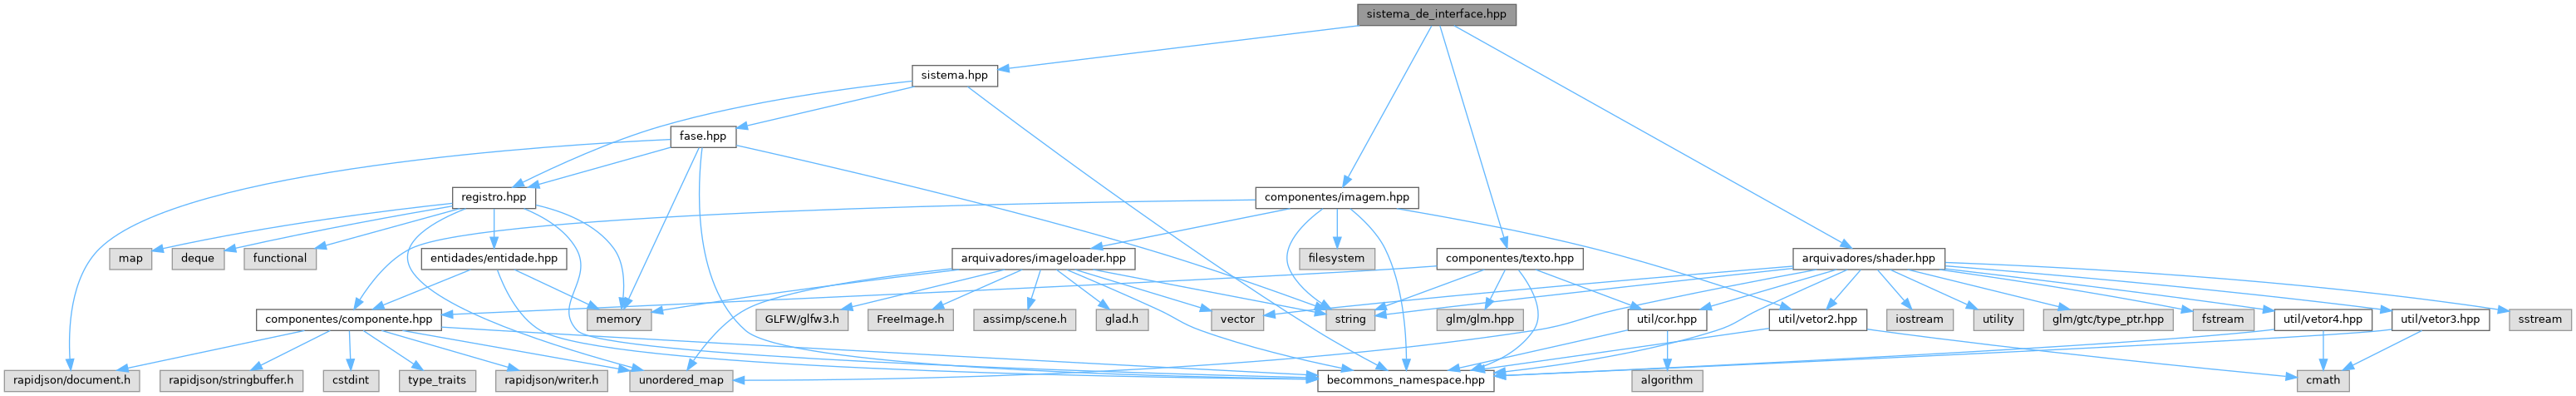 sistema_de_interface.hpp
sistema.hpp
fase.hpp
registro.hpp
componentes/imagem.hpp
map
deque
functional
entidades/entidade.hpp
arquivadores/imageloader.hpp
filesystem
componentes/texto.hpp
arquivadores/shader.hpp
componentes/componente.hpp
memory
GLFW/glfw3.h
FreeImage.h
assimp/scene.h
glad.h
vector
string
glm/glm.hpp
util/cor.hpp
util/vetor2.hpp
iostream
utility
glm/gtc/type_ptr.hpp
fstream
util/vetor4.hpp
util/vetor3.hpp
sstream
rapidjson/document.h
rapidjson/stringbuffer.h
cstdint
type_traits
rapidjson/writer.h
unordered_map
becommons_namespace.hpp
algorithm
cmath